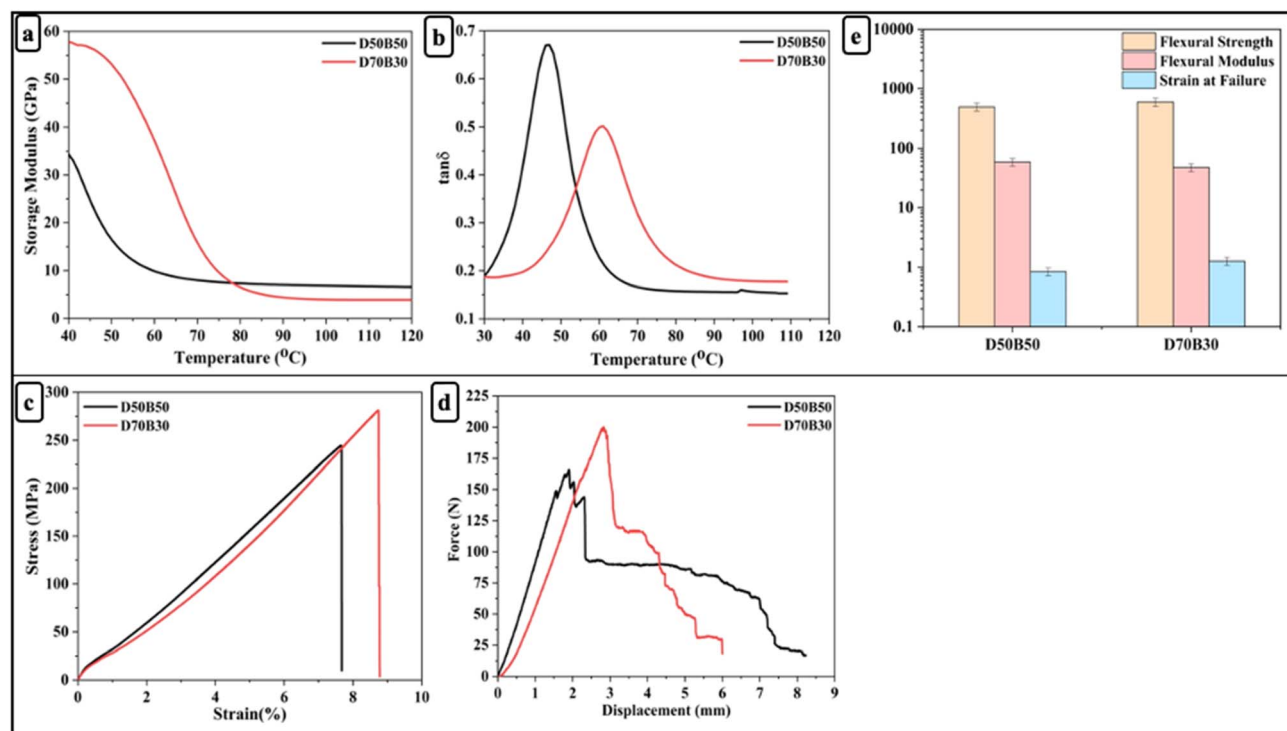 a
D50B50
D70B30
60
50
40
30
20
10
0
Storage Modulus (GPa)
40 50 60 70 80 90 100 110 120
Temperature (⁰C)
b
D50B50
D70B30
0.7
0.6
0.5
0.4
0.3
0.2
0.1
tanδ
30 40 50 60 70 80 90 100 110 120
Temperature (⁰C)
e
Flexural Strength
Flexural Modulus
Strain at Failure
10000
1000
100
10
1
0.1
D50B50 D70B30
c
D50B50
D70B30
300
250
200
150
100
50
0
Stress (MPa)
0 2 4 6 8 10
Strain(%)
d
D50B50
D70B30
225
200
175
150
125
100
75
50
25
0
Force (N)
0 1 2 3 4 5 6 7 8 9
Displacement (mm)